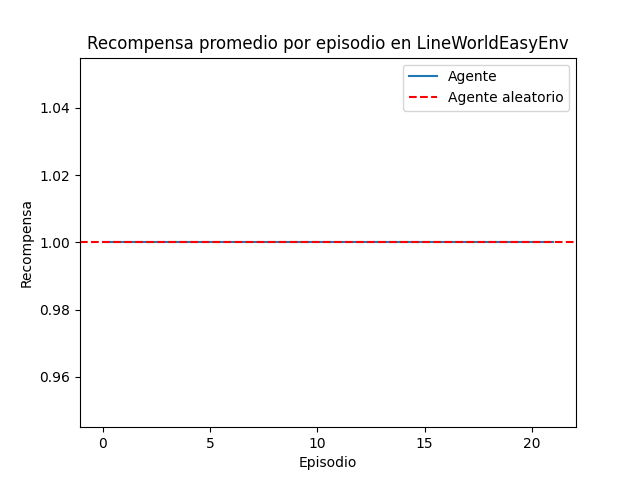 Recompensa promedio por episodio en LineWorldEasyEnv
Agente
Agente aleatorio
1.04
1.02
1.00
0.98
0.96
Recompensa
0 5 10 15 20
Episodio